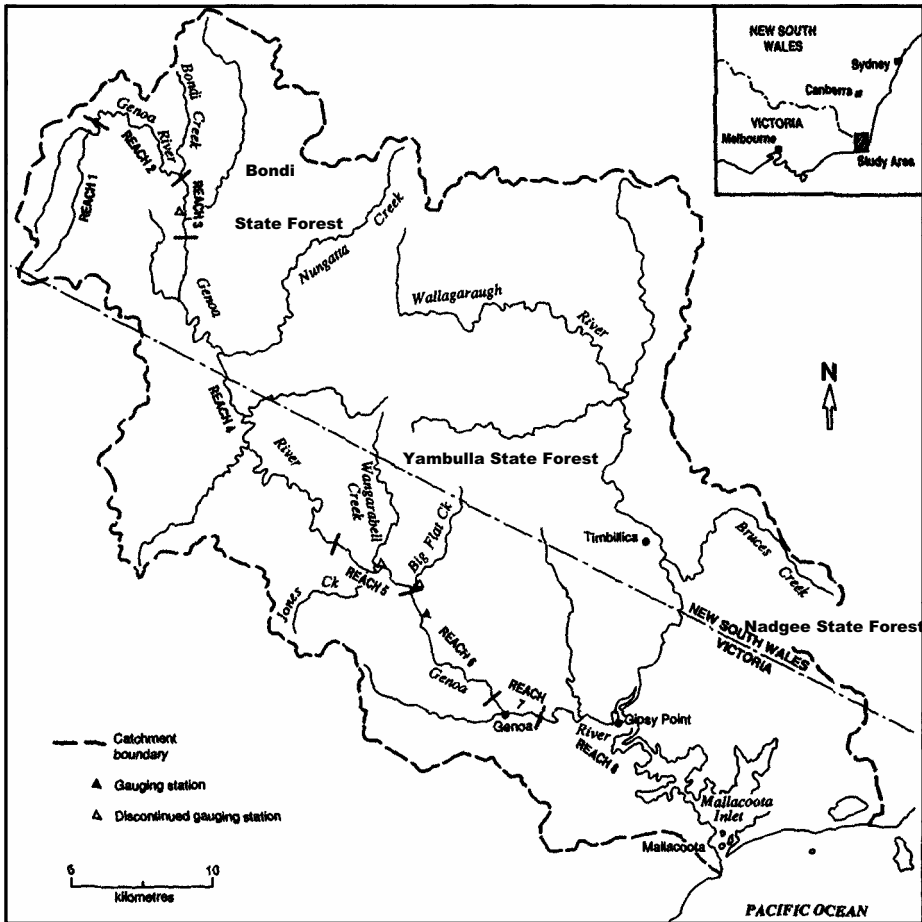 NEW SOUTH
WALES
Sydney
Canberra
VICTORIA
Melbourne
Study Area
Bondi Creek
Genoa
River
REACH 1
REACH 2
REACH 3
Bondi
State Forest
Nungatta
Creek
Genoa
Wallagaraugh
River
N
REACH 4
River
Wangarabell
Creek
Yambulla State Forest
Big Flat Ck
Timbillica
Bruces
Creek
Jones
Ck
REACH 5
NEW SOUTH WALES
VICTORIA
Nadgee State Forest
REACH 6
Genoa
REACH
7
Genoa
River
Gipsy Point
REACH 8
Catchment
boundary
Gauging station
Discontinued gauging station
Mallacoota
Inlet
Mallacoota
10
kilometres
PACIFIC OCEAN